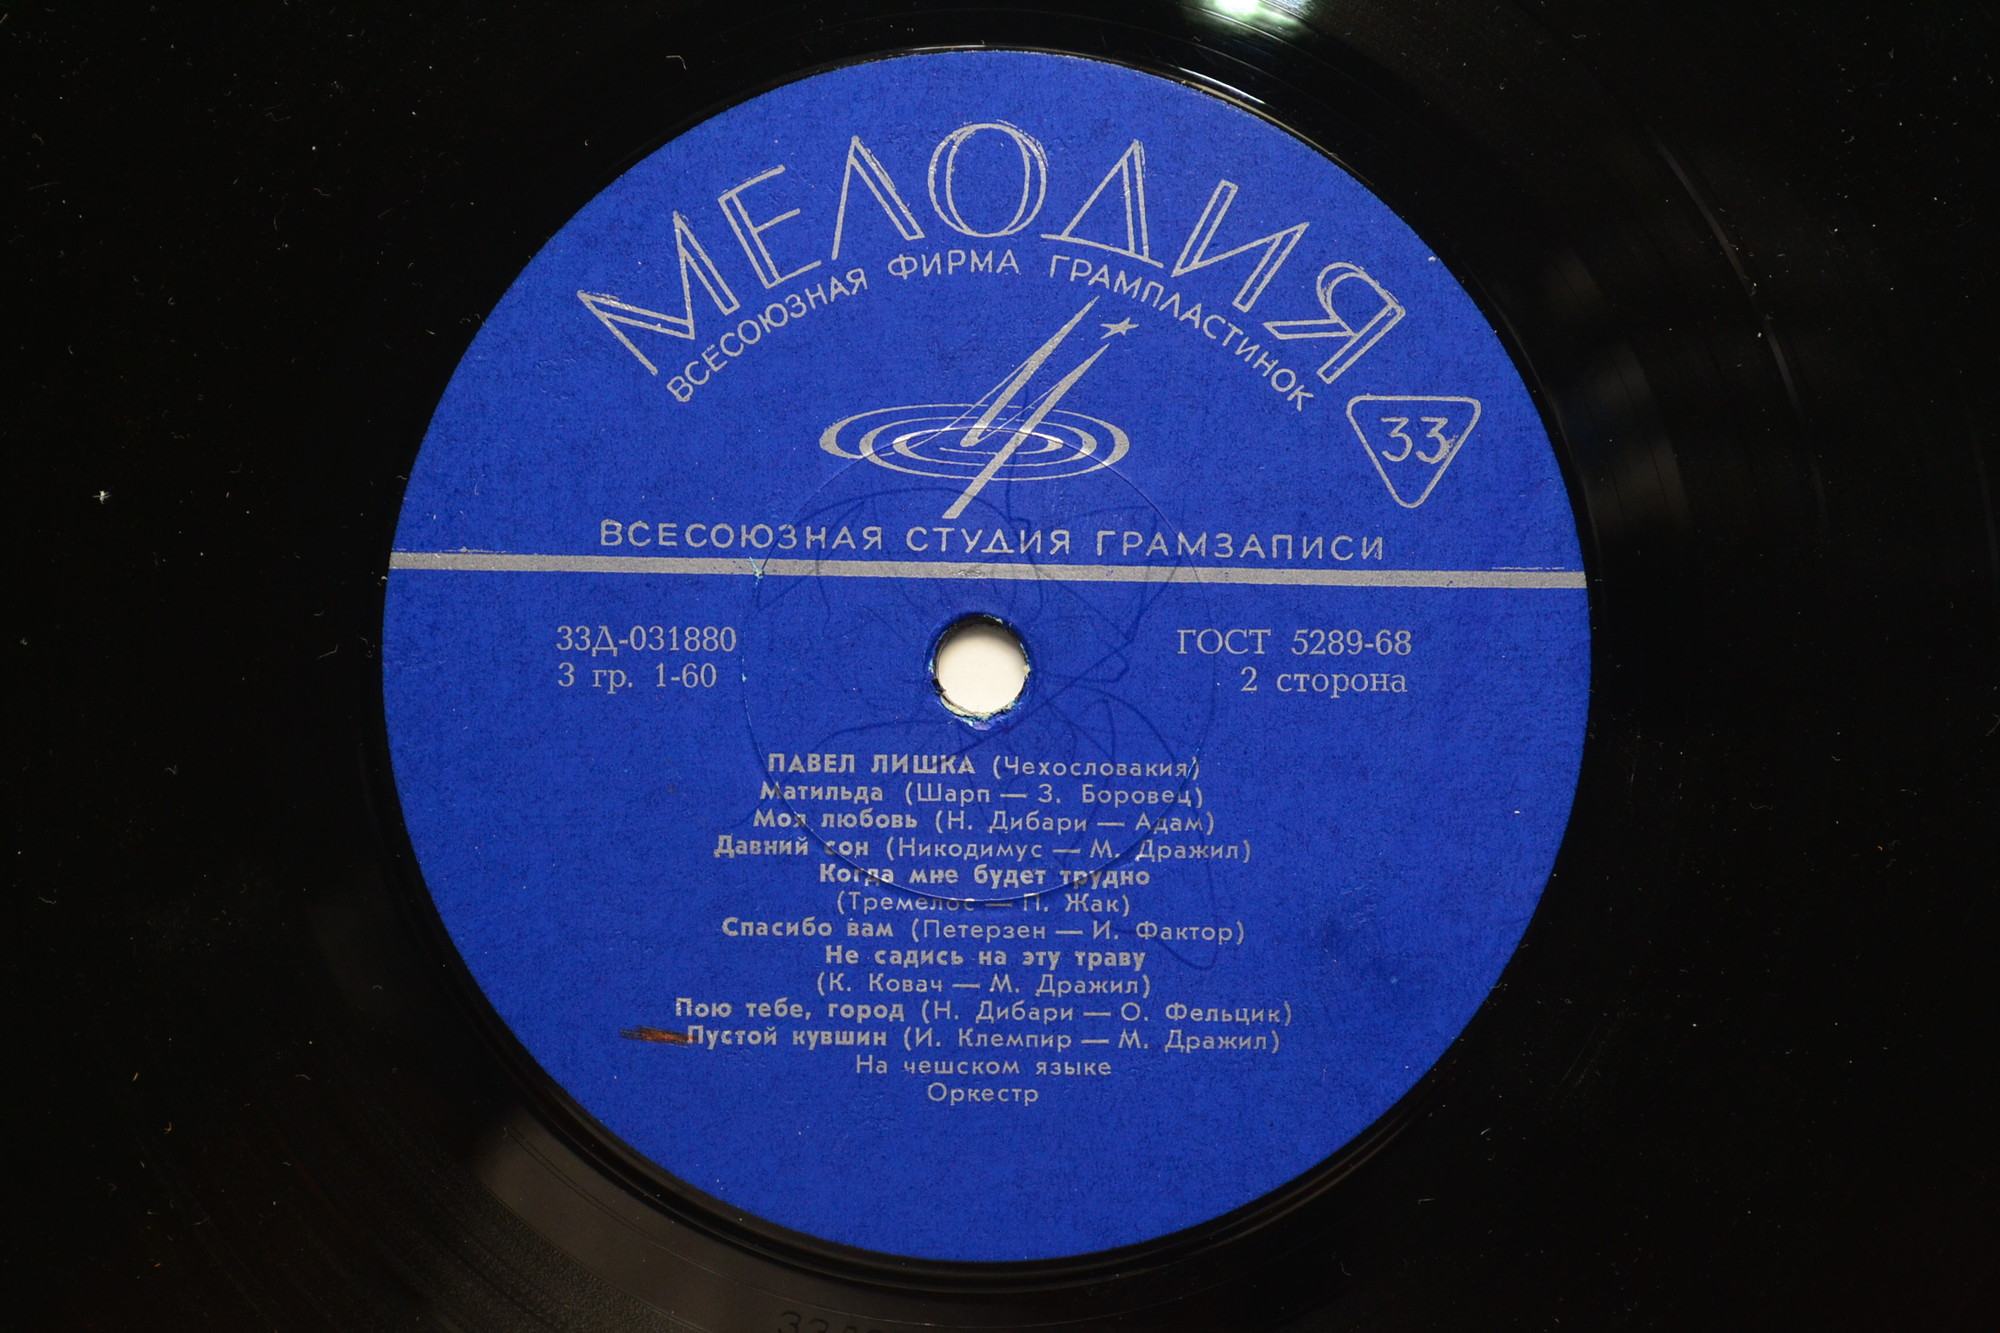 МЕЛОДИЯ
ВСЕСОЮЗНАЯ ФИРМА ГРАМПЛАСТИНОК
33
ВСЕСОЮЗНАЯ СТУДИЯ ГРАМЗАПИСИ
33Д-031880
3 гр. 1-60
ГОСТ 5289-68
2 сторона
ПАВЕЛ ЛИШКА (Чехословакия)
Матильда (Шарп — З. Боровец)
Моя любовь (Н. Дибари — Адам)
Давний сон (Никодимус — М. Дражил)
Когда мне будет трудно
(Тремелос — П. Жак)
Спасибо вам (Петерзен — И. Фактор)
Не садись на эту траву
(К. Ковач — М. Дражил)
Пою тебе, город (Н. Дибари — О. Фельцик)
Пустой кувшин (И. Клемпир — М. Дражил)
На чешском языке
Оркестр